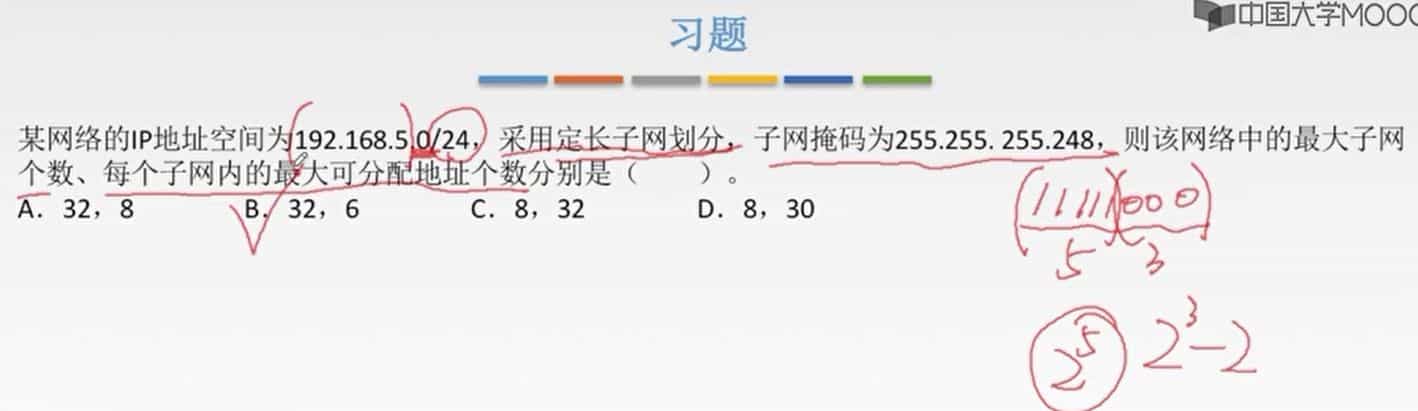 中国大学MOOC
习题
某网络的IP地址空间为192.168.5.0/24，采用定长子网划分，子网掩码为255.255. 255.248，则该网络中的最大子网
个数、每个子网内的最大可分配地址个数分别是（ ）。
A. 32，8 B. 32，6 C. 8，32 D. 8，30
11111000
5 3
2^5 2^3-2